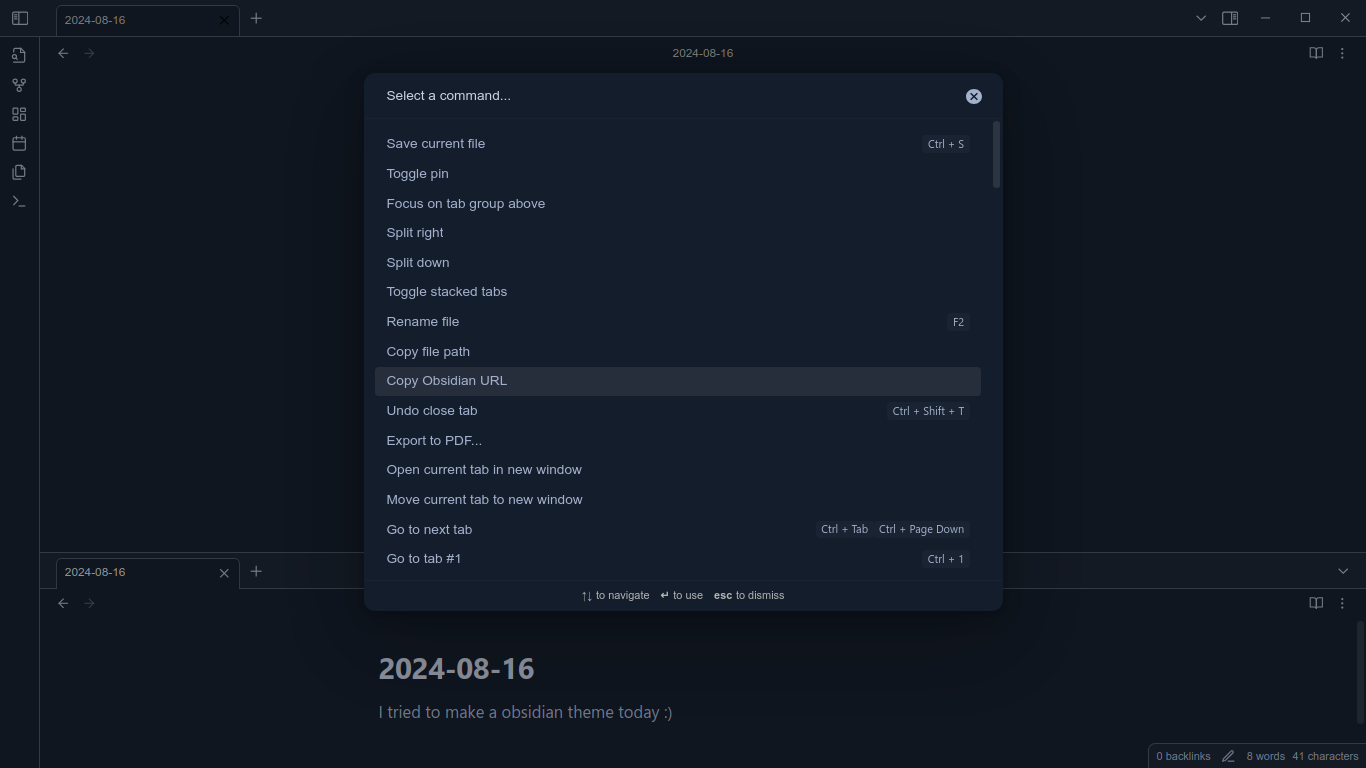 2024-08-16
2024-08-16
Select a command...
Save current file Ctrl + S
Toggle pin
Focus on tab group above
Split right
Split down
Toggle stacked tabs
Rename file F2
Copy file path
Copy Obsidian URL
Undo close tab Ctrl + Shift + T
Export to PDF...
Open current tab in new window
Move current tab to new window
Go to next tab Ctrl + Tab Ctrl + Page Down
Go to tab #1 Ctrl + 1
↑↓ to navigate ↵ to use esc to dismiss
2024-08-16
2024-08-16
I tried to make a obsidian theme today :)
0 backlinks 8 words 41 characters